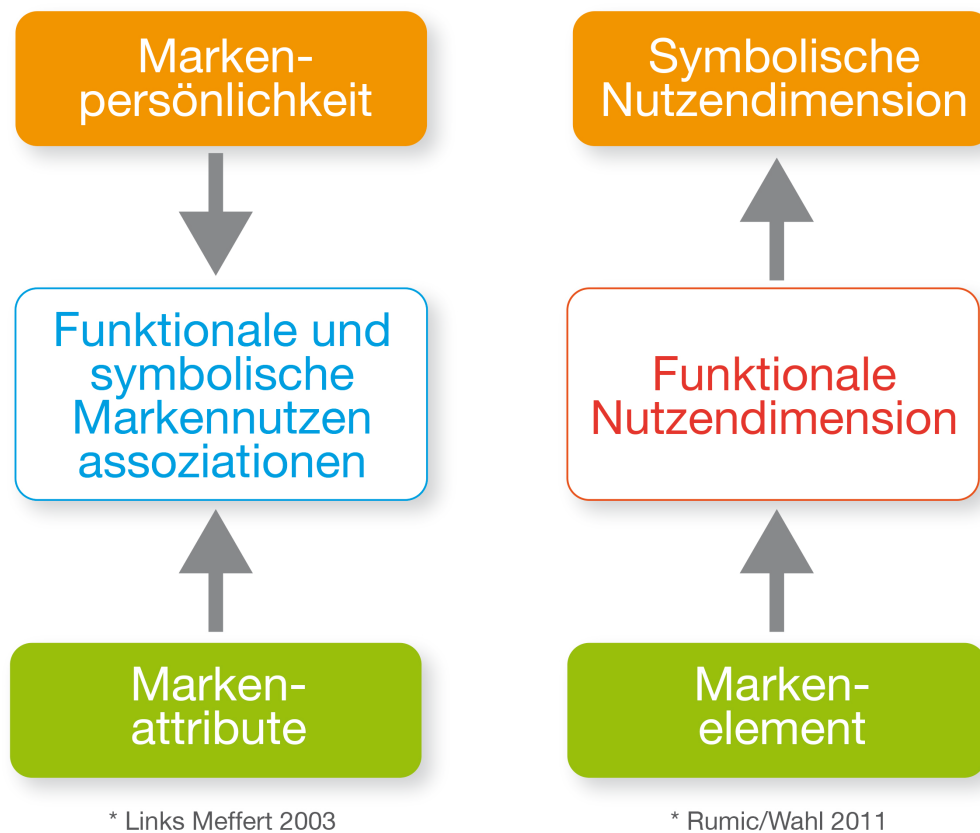 Marken-
persönlichkeit
Funktionale und
symbolische
Markennutzen
assoziationen
Marken-
attribute
* Links Meffert 2003
Symbolische
Nutzendimension
Funktionale
Nutzendimension
Marken-
element
* Rumic/Wahl 2011